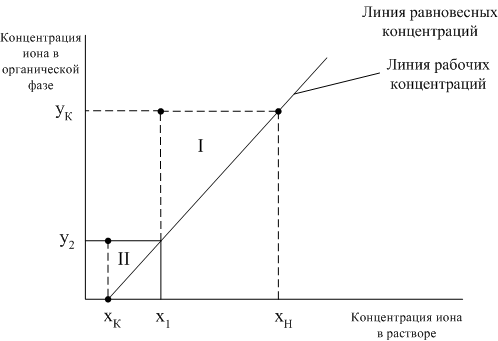 Линия равновесных
концентраций
Концентрация
иона в
органической
фазе
Линия рабочих
концентраций
yК
I
y2
II
xК
x1
xН
Концентрация иона
в растворе